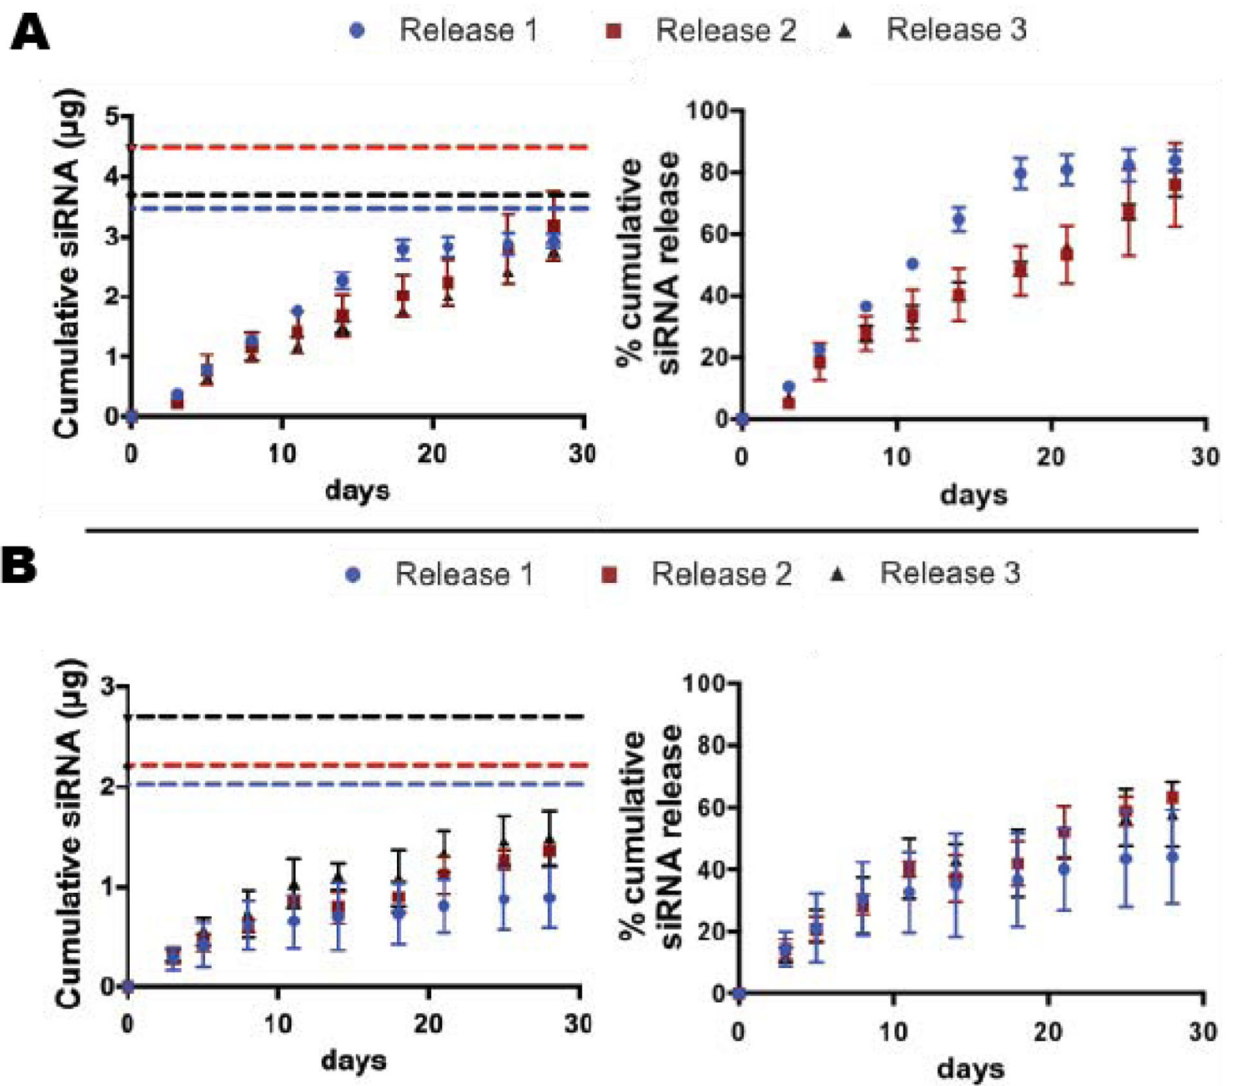 A
Release 1 Release 2 Release 3
Cumulative siRNA (µg)
5
4
3
2
1
0
0 10 20 30
days
% cumulative
siRNA release
100
80
60
40
20
0
0 10 20 30
days
B
Release 1 Release 2 Release 3
Cumulative siRNA (µg)
3
2
1
0
0 10 20 30
days
% cumulative
siRNA release
100
80
60
40
20
0
0 10 20 30
days